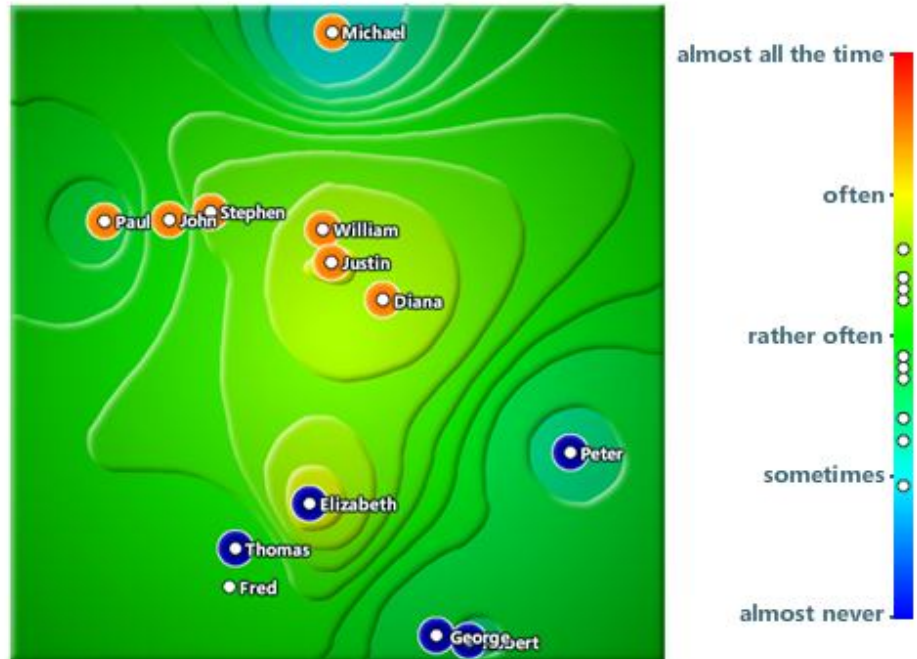 Michael
almost all the time
often
Paul
John
Stephen
William
Justin
Diana
rather often
Peter
sometimes
Elizabeth
Thomas
Fred
almost never
George